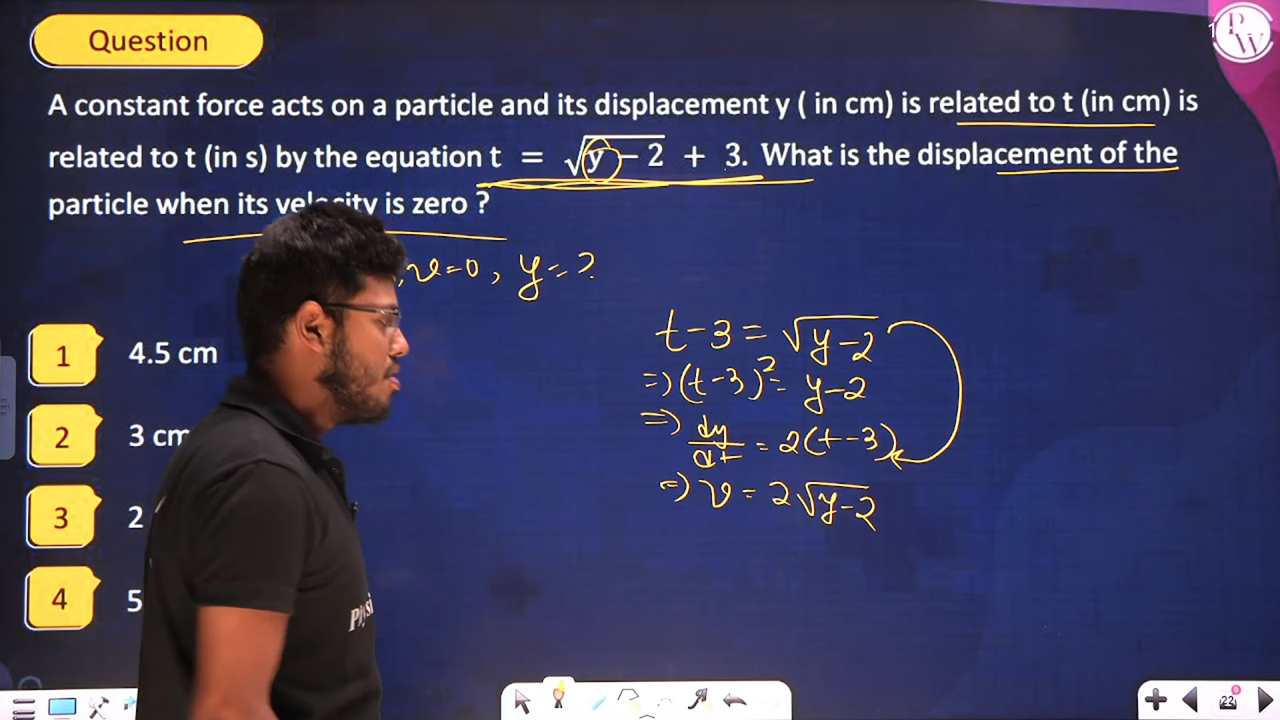 Question
PW
A constant force acts on a particle and its displacement y ( in cm) is related to t (in cm) is
related to t (in s) by the equation t = √(y − 2) + 3. What is the displacement of the
particle when its velocity is zero ?
v=0, y=?
1 4.5 cm
2 3 cm
3 2
4 5
t-3 = √(y-2)
⇒ (t-3)² = y-2
⇒ dy/dt = 2(t-3)
⇒ v = 2√(y-2)
22